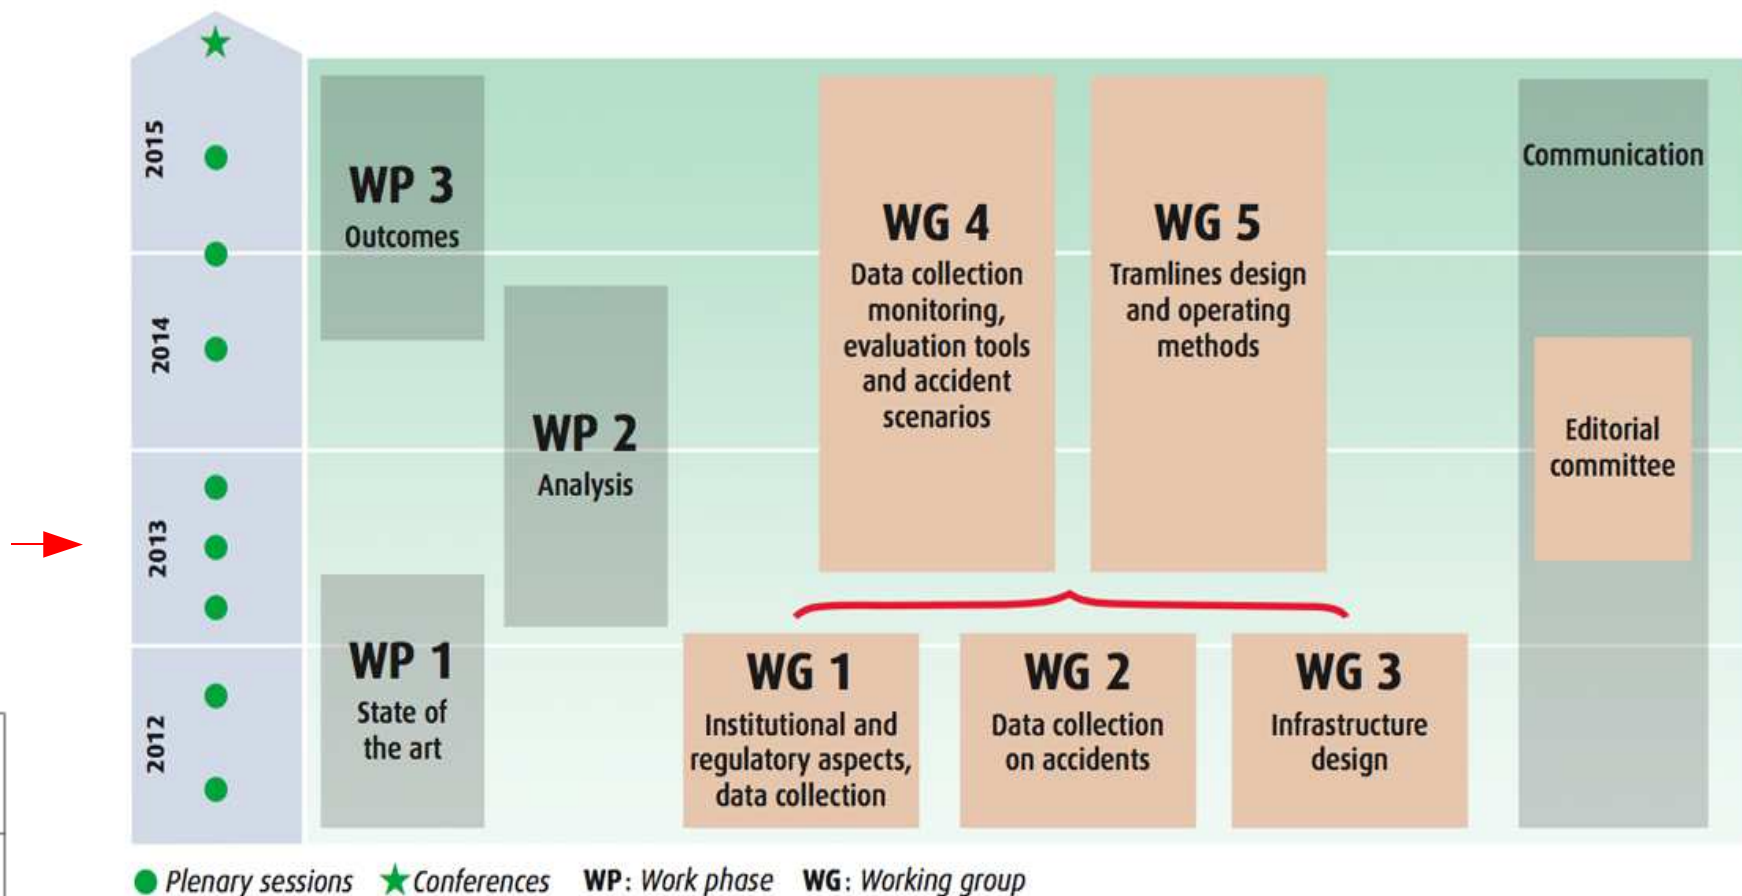 2015
2014
2013
2012
WP 3
Outcomes
WP 2
Analysis
WP 1
State of
the art
WG 4
Data collection
monitoring,
evaluation tools
and accident
scenarios
WG 5
Tramlines design
and operating
methods
WG 1
Institutional and
regulatory aspects,
data collection
WG 2
Data collection
on accidents
WG 3
Infrastructure
design
Communication
Editorial
committee
Plenary sessions Conferences WP: Work phase WG: Working group